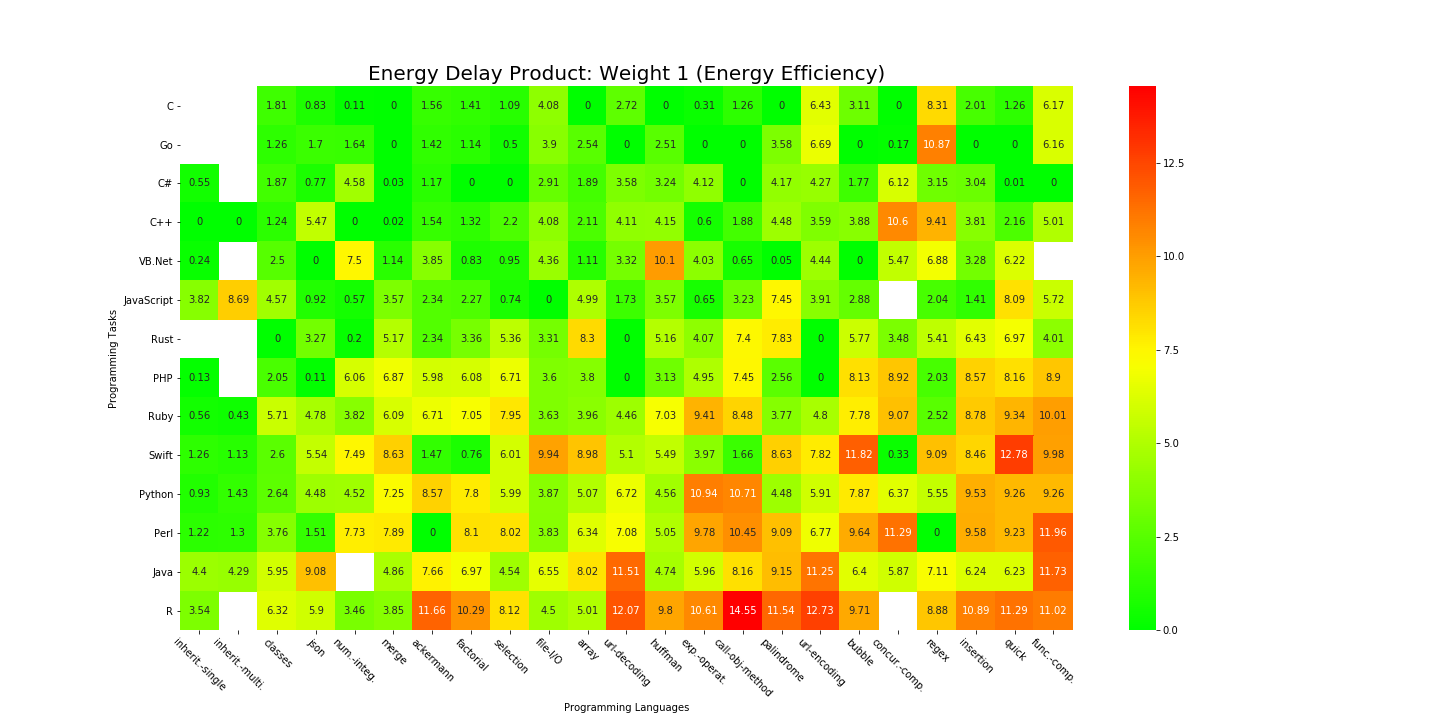 Energy Delay Product: Weight 1 (Energy Efficiency)
C 1.81 0.83 0.11 0 1.56 1.41 1.09 4.08 0 2.72 0 0.31 1.26 0 6.43 3.11 0 8.31 2.01 1.26 6.17
Go 1.26 1.7 1.64 0 1.42 1.14 0.5 3.9 2.54 0 2.51 0 0 3.58 6.69 0 0.17 10.87 0 0 6.16
C# 0.55 1.87 0.77 4.58 0.03 1.17 0 0 2.91 1.89 3.58 3.24 4.12 0 4.17 4.27 1.77 6.12 3.15 3.04 0.01 0
C++ 0 0 1.24 5.47 0 0.02 1.54 1.32 2.2 4.08 2.11 4.11 4.15 0.6 1.88 4.48 3.59 3.88 10.6 9.41 3.81 2.16 5.01
VB.Net 0.24 2.5 0 7.5 1.14 3.85 0.83 0.95 4.36 1.11 3.32 10.1 4.03 0.65 0.05 4.44 0 5.47 6.88 3.28 6.22
JavaScript 3.82 8.69 4.57 0.92 0.57 3.57 2.34 2.27 0.74 0 4.99 1.73 3.57 0.65 3.23 7.45 3.91 2.88 2.04 1.41 8.09 5.72
Rust 0 3.27 0.2 5.17 2.34 3.36 5.36 3.31 8.3 0 5.16 4.07 7.4 7.83 0 5.77 3.48 5.41 6.43 6.97 4.01
PHP 0.13 2.05 0.11 6.06 6.87 5.98 6.08 6.71 3.6 3.8 0 3.13 4.95 7.45 2.56 0 8.13 8.92 2.03 8.57 8.16 8.9
Ruby 0.56 0.43 5.71 4.78 3.82 6.09 6.71 7.05 7.95 3.63 3.96 4.46 7.03 9.41 8.48 3.77 4.8 7.78 9.07 2.52 8.78 9.34 10.01
Swift 1.26 1.13 2.6 5.54 7.49 8.63 1.47 0.76 6.01 9.94 8.98 5.1 5.49 3.97 1.66 8.63 7.82 11.82 0.33 9.09 8.46 12.78 9.98
Python 0.93 1.43 2.64 4.48 4.52 7.25 8.57 7.8 5.99 3.87 5.07 6.72 4.56 10.94 10.71 4.48 5.91 7.87 6.37 5.55 9.53 9.26 9.26
Perl 1.22 1.3 3.76 1.51 7.73 7.89 0 8.1 8.02 3.83 6.34 7.08 5.05 9.78 10.45 9.09 6.77 9.64 11.29 0 9.58 9.23 11.96
Java 4.4 4.29 5.95 9.08 4.86 7.66 6.97 4.54 6.55 8.02 11.51 4.74 5.96 8.16 9.15 11.25 6.4 5.87 7.11 6.24 6.23 11.73
R 3.54 6.32 5.9 3.46 3.85 11.66 10.29 8.12 4.5 5.01 12.07 9.8 10.61 14.55 11.54 12.73 9.71 8.88 10.89 11.29 11.02
Programming Tasks
inherit.-single
inherit.-multi.
classes
json
num.-integ.
merge
ackermann
factorial
selection
file-I/O
array
url-decoding
huffman
exp.-operat.
call-obj-method
palindrome
url-encoding
bubble
concur.-comp.
regex
insertion
quick
func.-comp.
Programming Languages
12.5
10.0
7.5
5.0
2.5
0.0